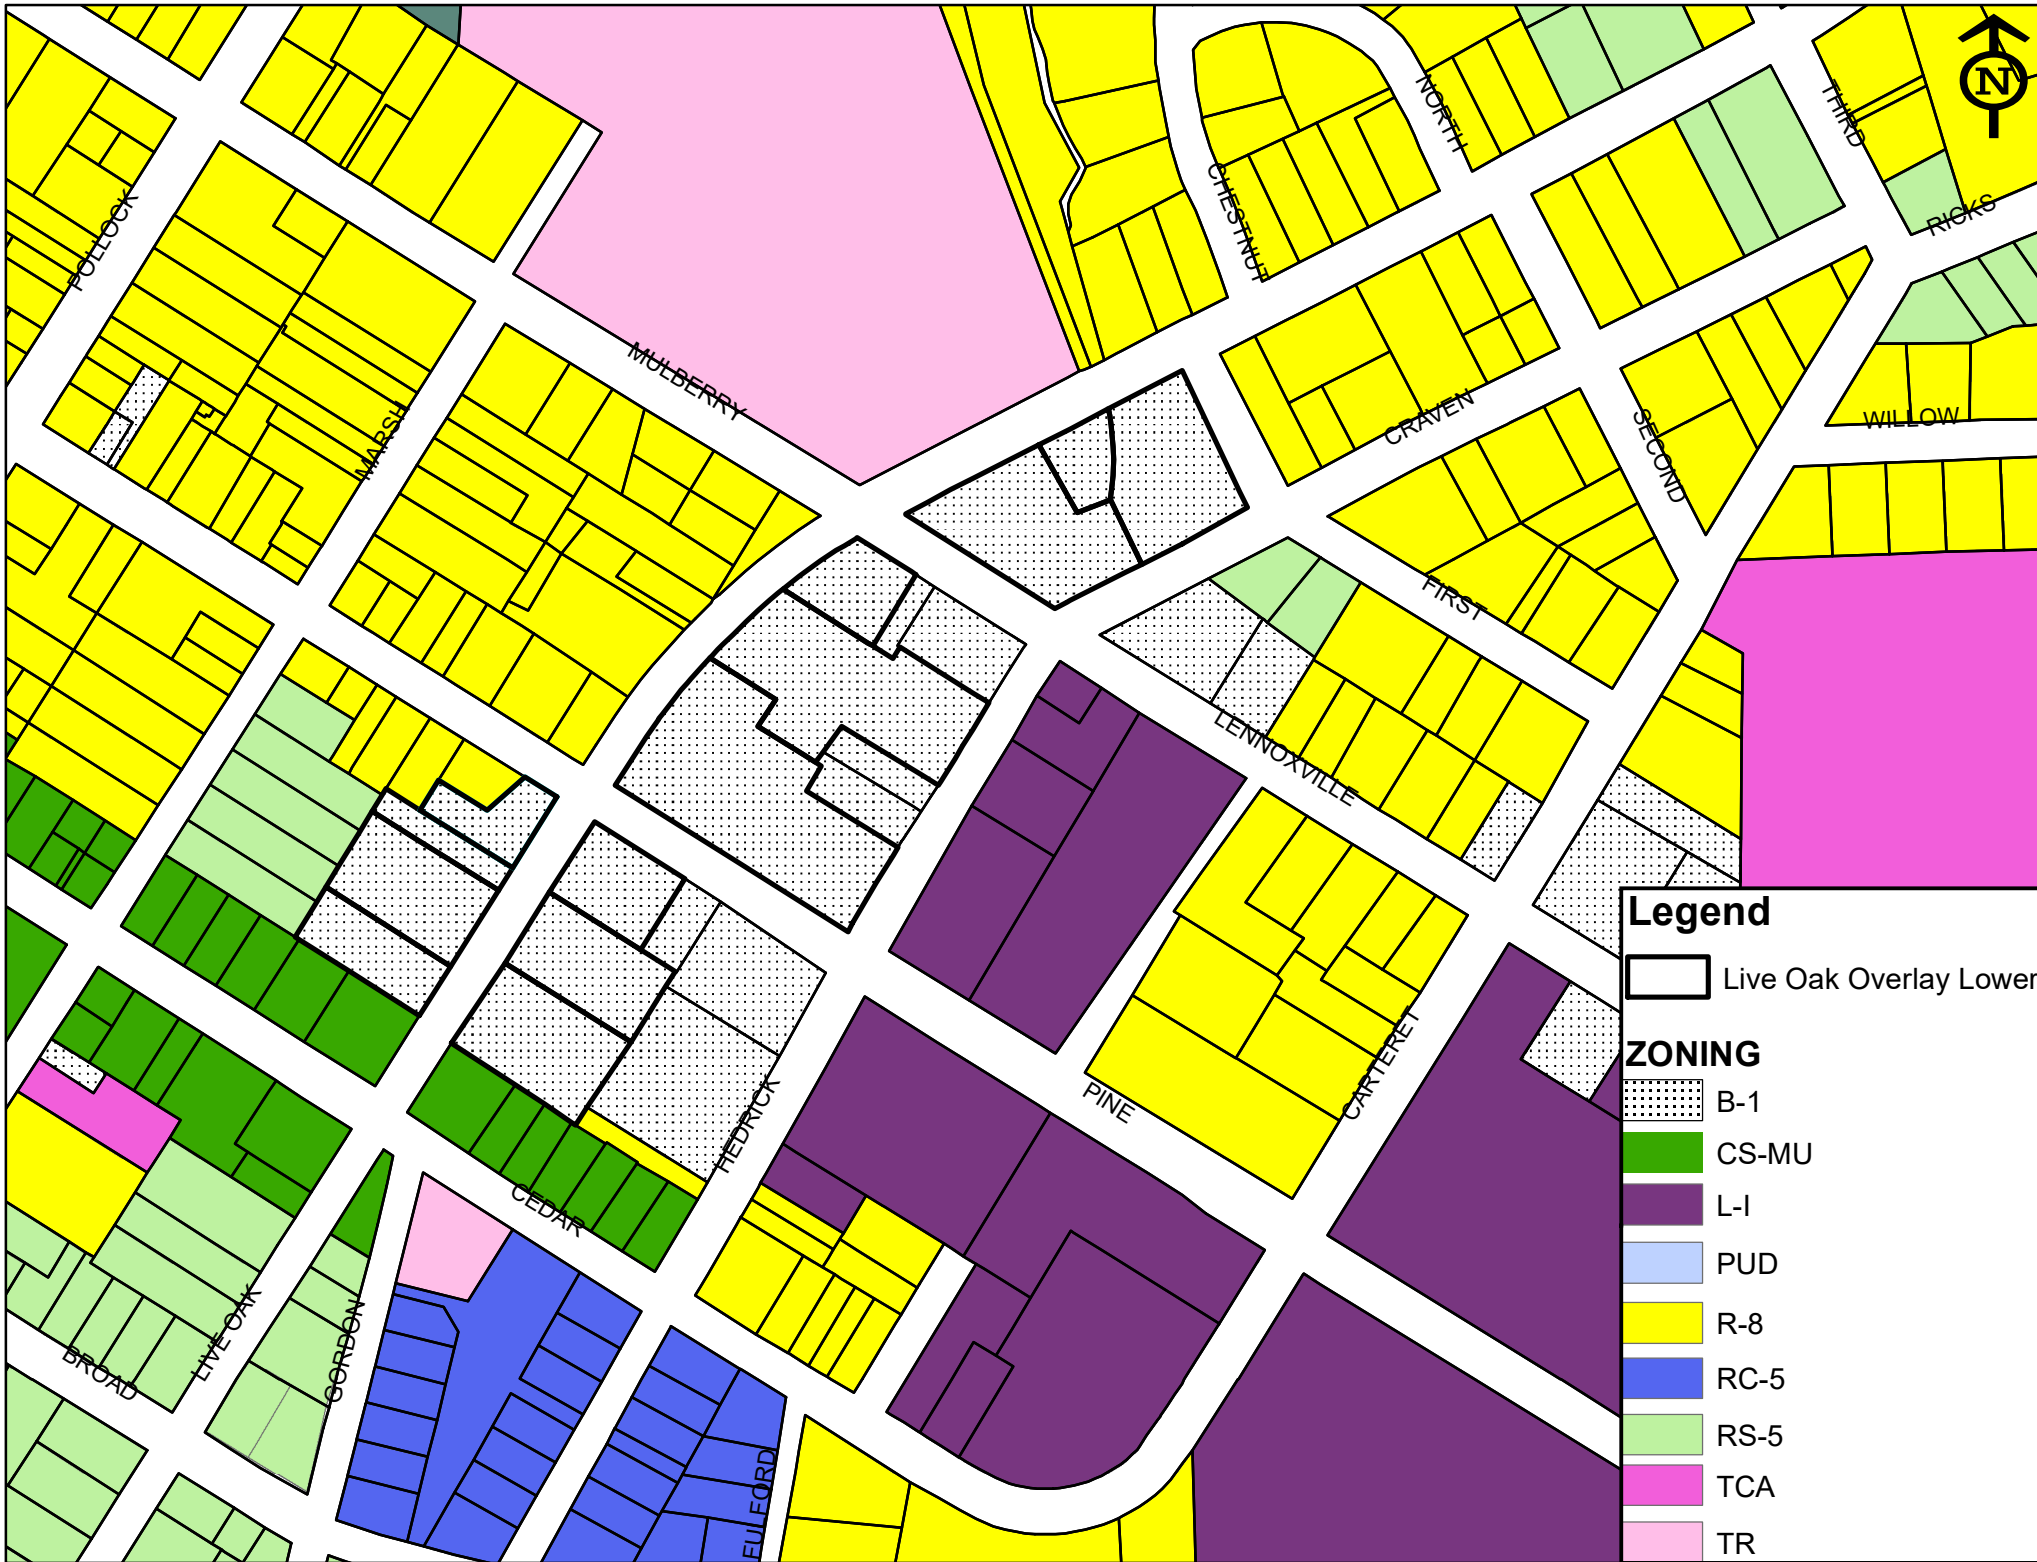 N
NORTH
THIRD
POLLOCK
CHESTNUT
RICKS
MULBERRY
MARSH
CRAVEN
SECOND
WILLOW
FIRST
LENNOXVILLE
Legend
Live Oak Overlay Lower
ZONING
B-1
CS-MU
L-I
PUD
R-8
RC-5
RS-5
TCA
TR
PINE
CARTERET
HEDRICK
CEDAR
LIVE OAK
GORDON
BROAD
FULFORD